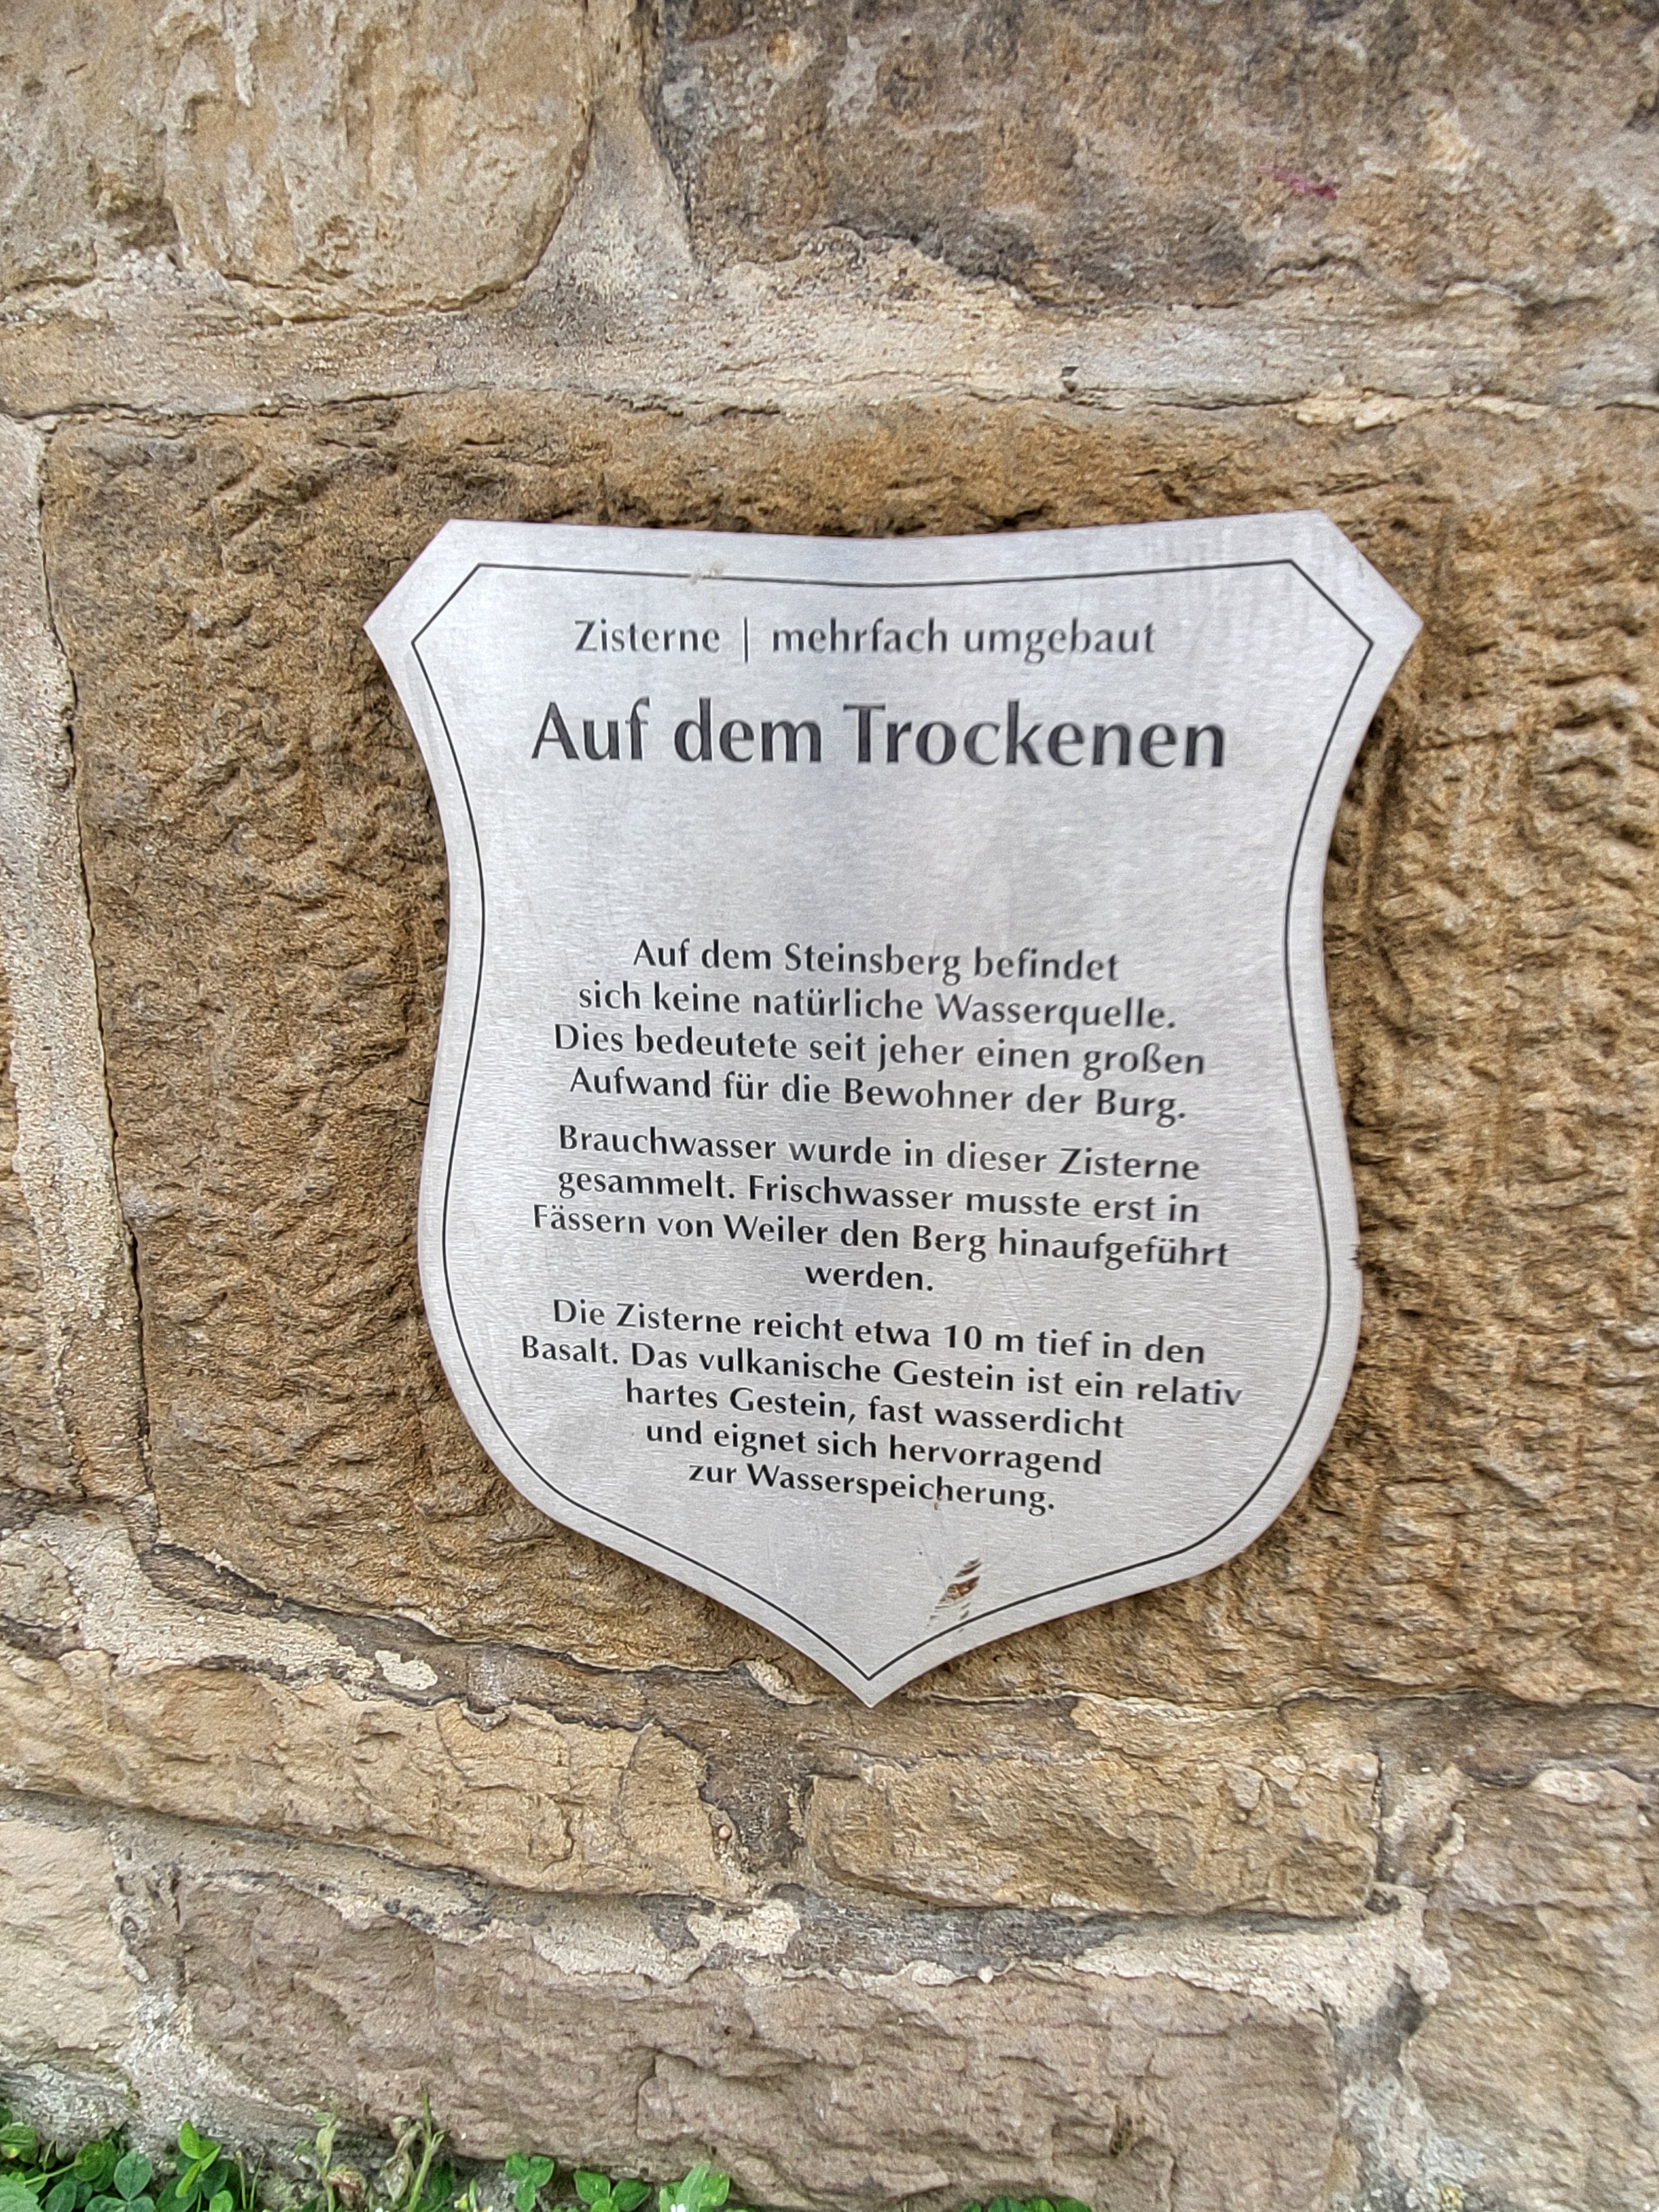 Zisterne | mehrfach umgebaut
Auf dem Trockenen
Auf dem Steinsberg befindet
sich keine natürliche Wasserquelle.
Dies bedeutete seit jeher einen großen
Aufwand für die Bewohner der Burg.
Brauchwasser wurde in dieser Zisterne
gesammelt. Frischwasser musste erst in
Fässern von Weiler den Berg hinaufgeführt
werden.
Die Zisterne reicht etwa 10 m tief in den
Basalt. Das vulkanische Gestein ist ein relativ
hartes Gestein, fast wasserdicht
und eignet sich hervorragend
zur Wasserspeicherung.